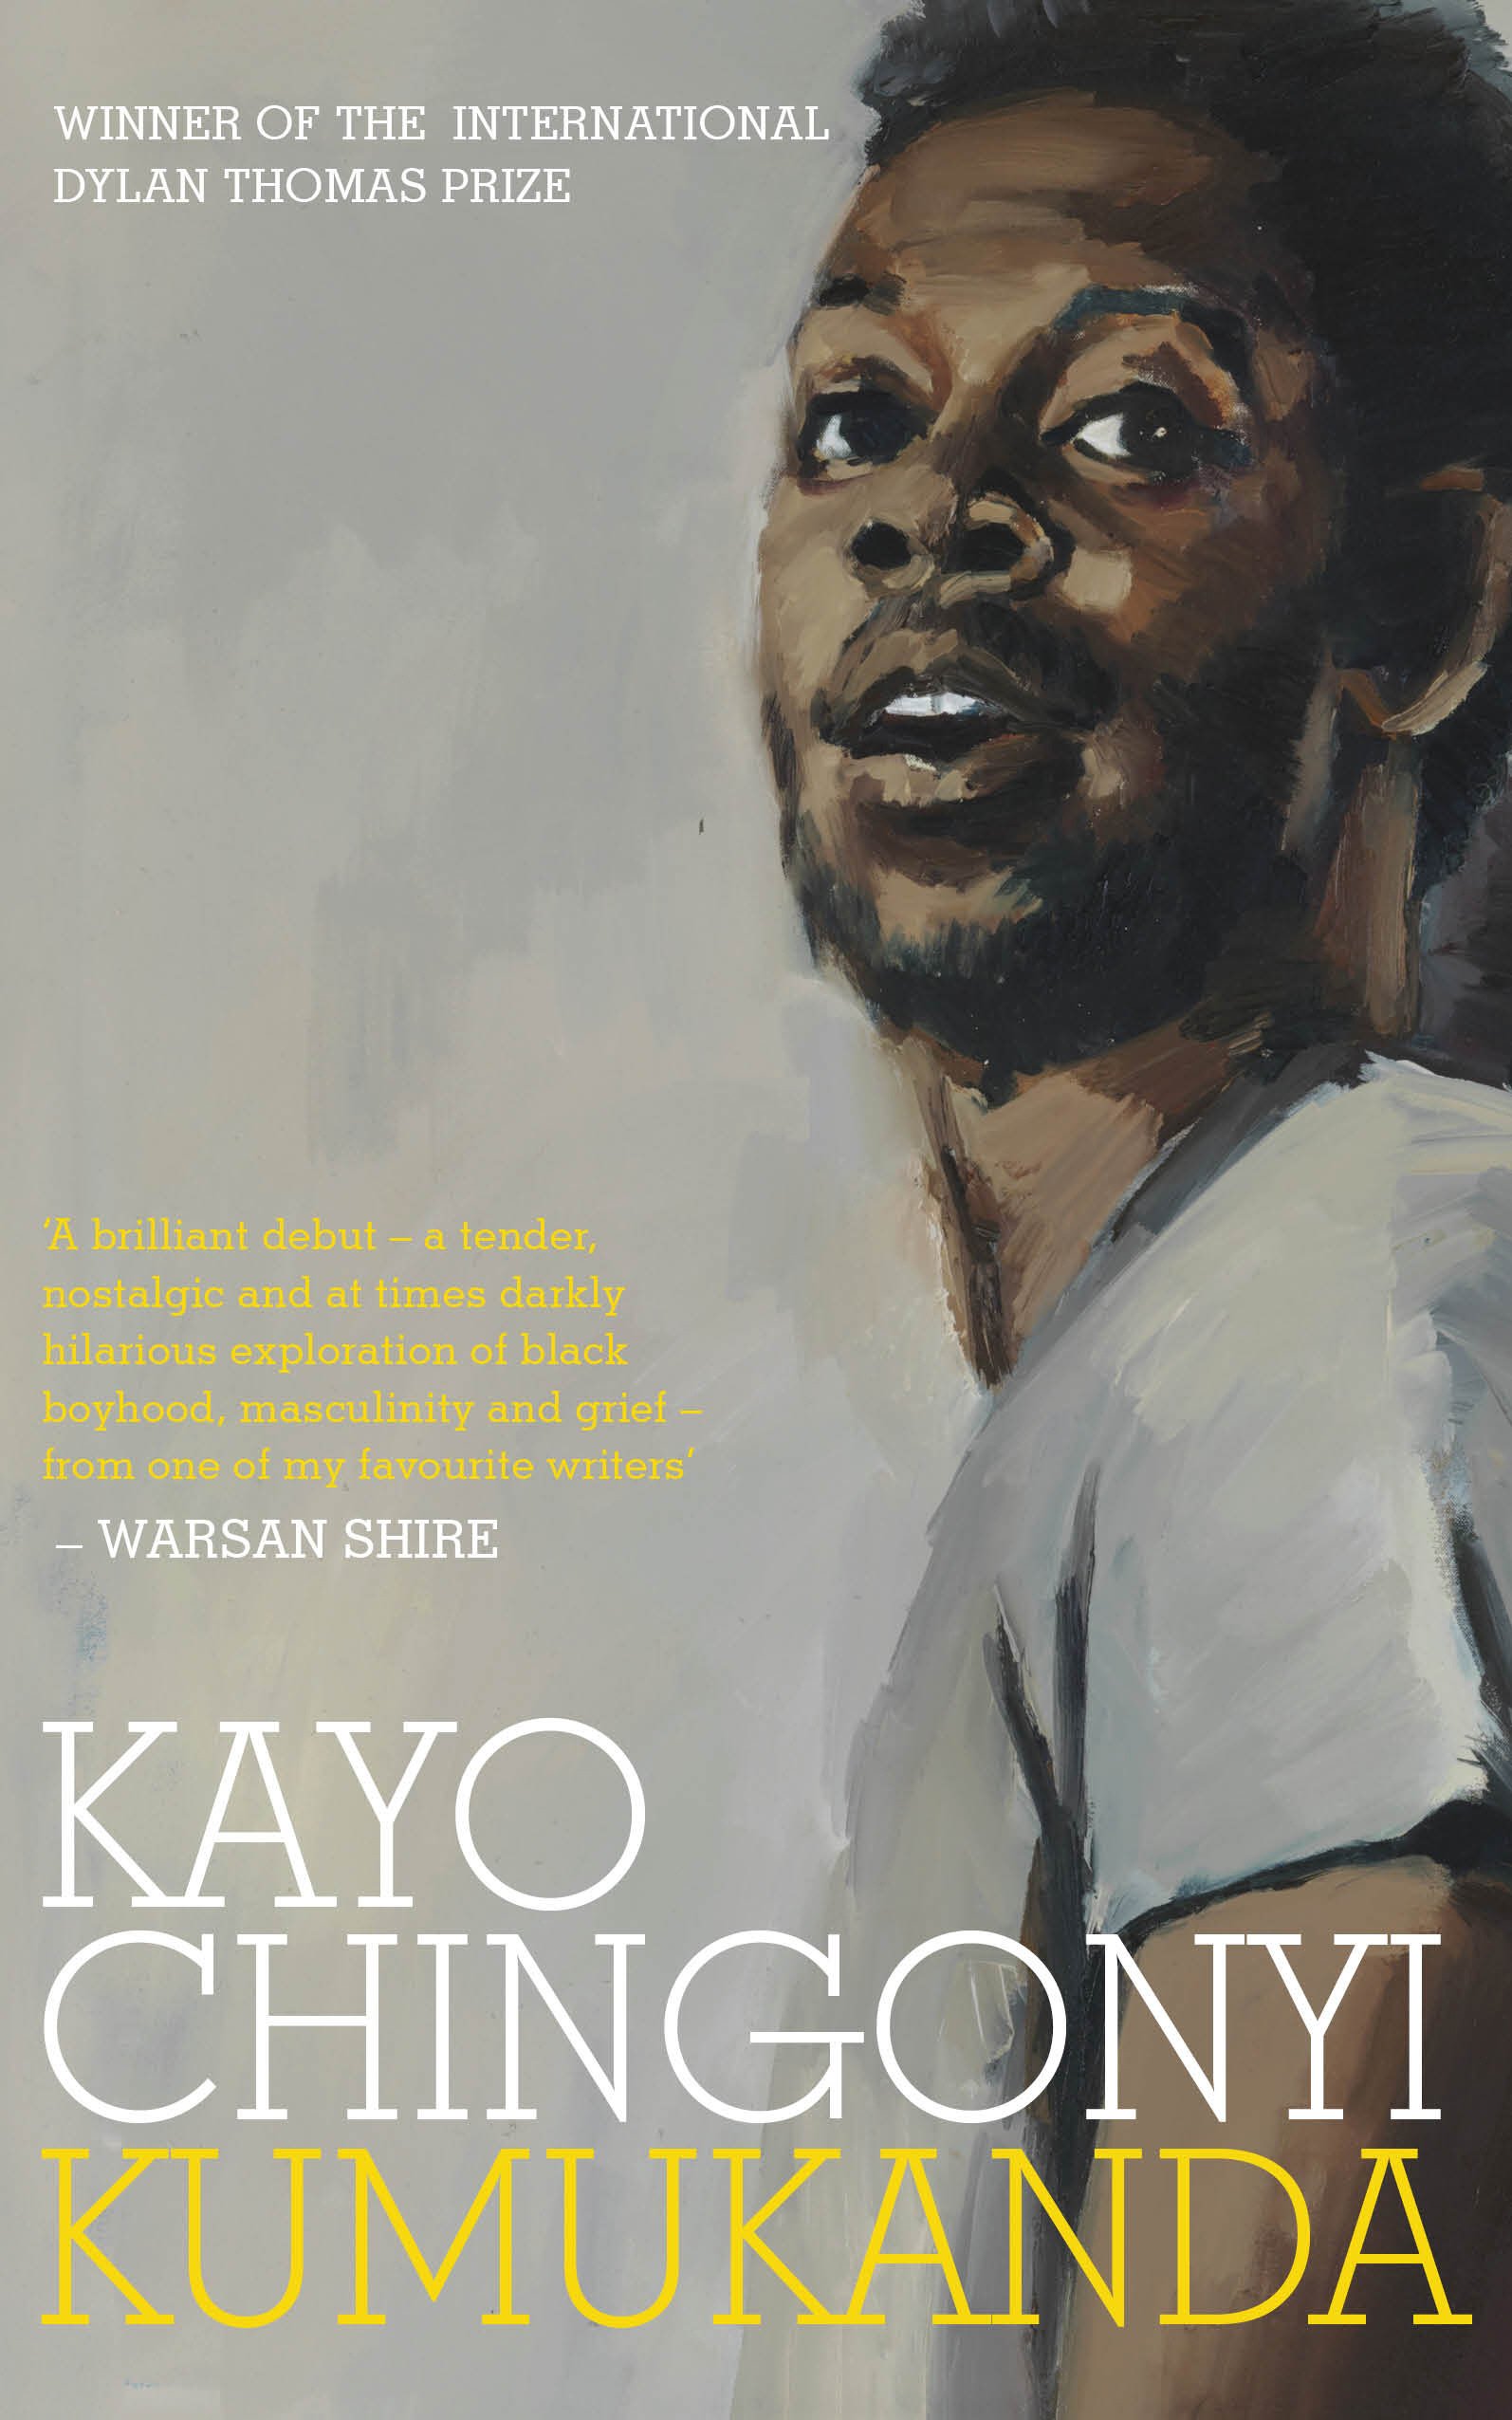 WINNER OF THE INTERNATIONAL
DYLAN THOMAS PRIZE
‘A brilliant debut – a tender,
nostalgic and at times darkly
hilarious exploration of black
boyhood, masculinity and grief –
from one of my favourite writers’
– WARSAN SHIRE
KAYO
CHINGONYI
KUMUKANDA